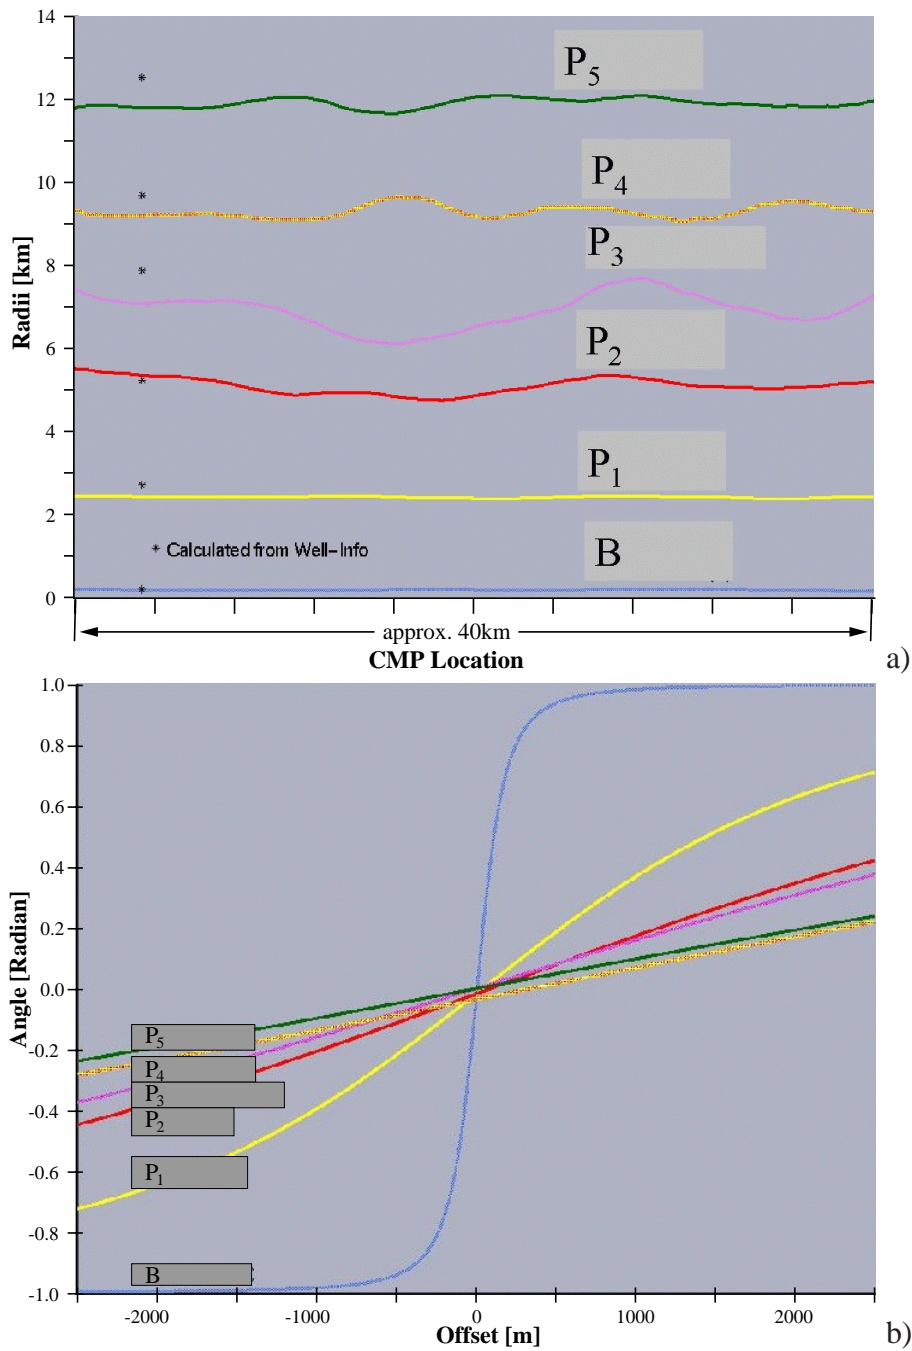 14
12
10
8
6
4
2
0
Radii [km]
P5
P4
P3
P2
P1
B
* Calculated from Well-Info
approx. 40km
CMP Location
a)
1.0
0.8
0.6
0.4
0.2
0.0
-0.2
-0.4
-0.6
-0.8
-1.0
Angle [Radian]
P5
P4
P3
P2
P1
B
-2000 -1000 0 1000 2000
Offset [m]
b)